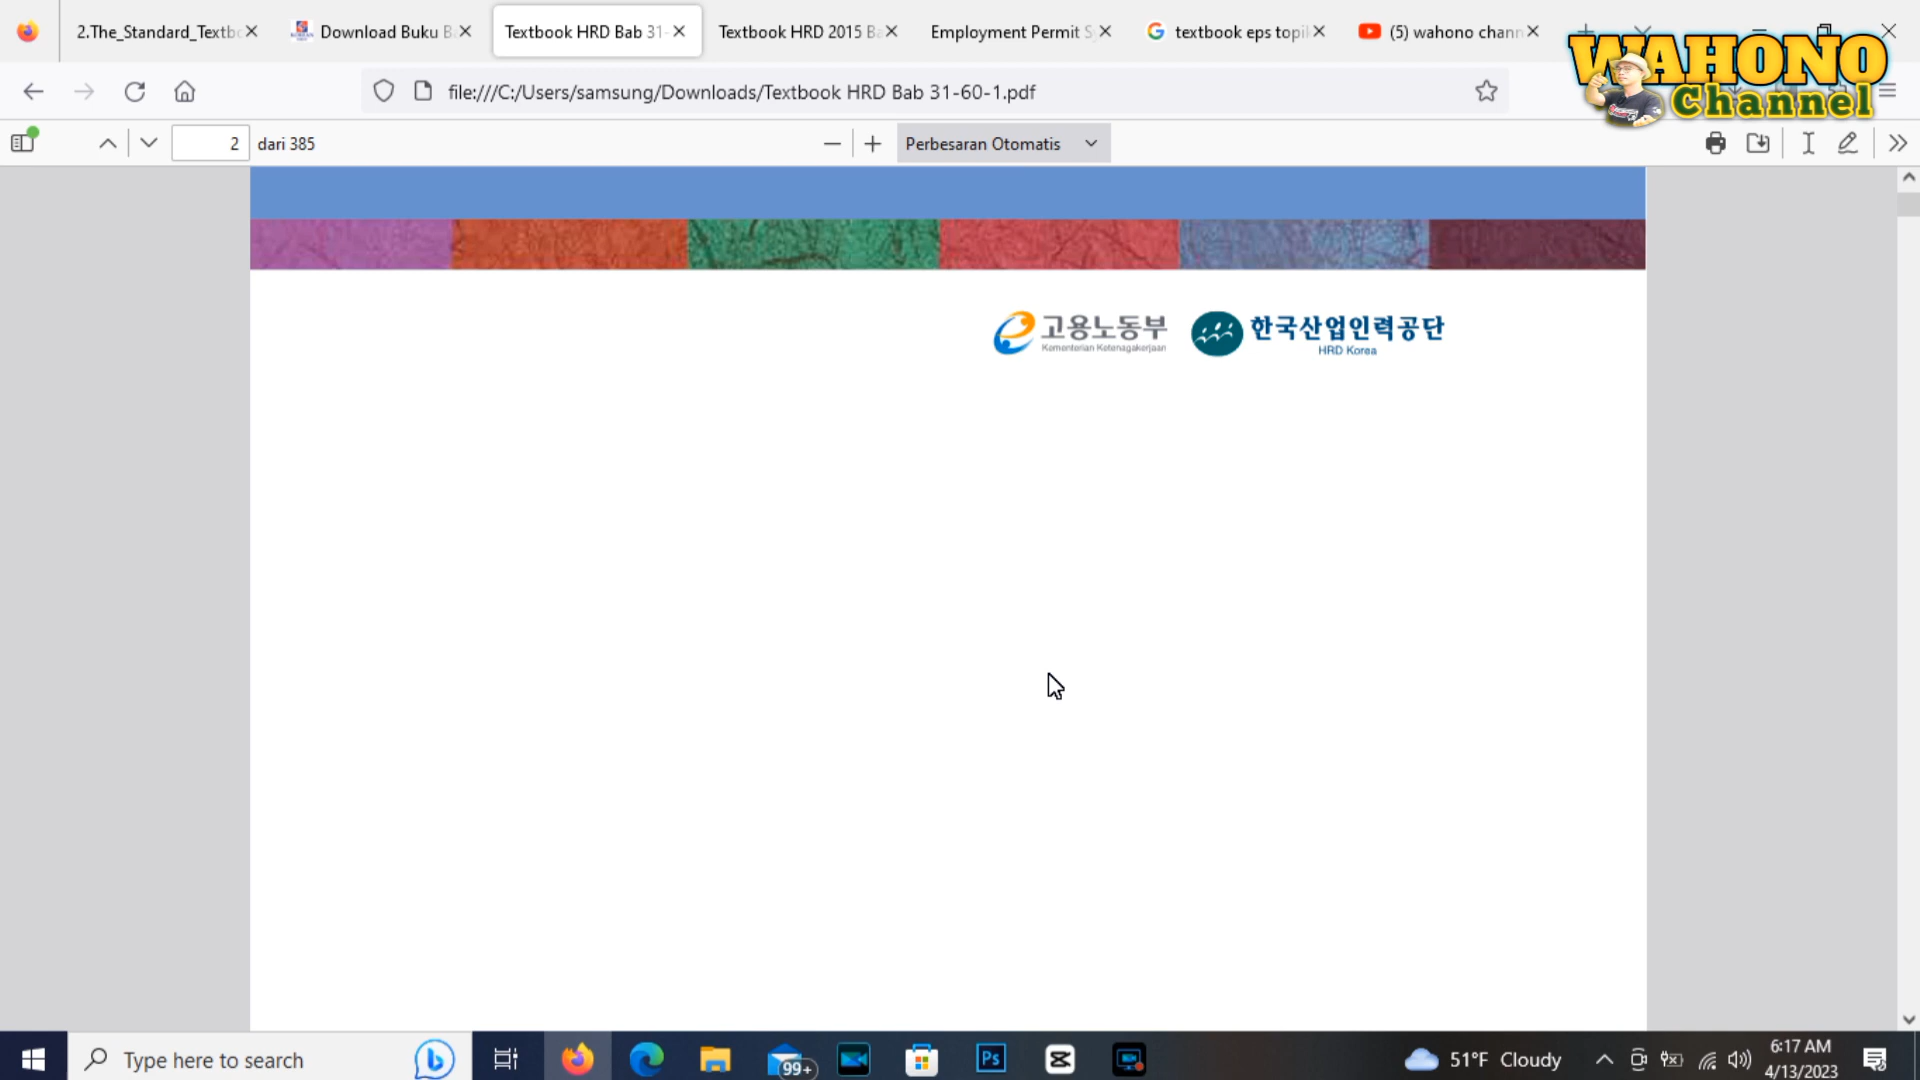 2.The_Standard_Textb
Download Buku B
Textbook HRD Bab 31-
Textbook HRD 2015 B
Employment Permit S
textbook eps topi
(5) wahono chann
WAHONO
Channel
file:///C:/Users/samsung/Downloads/Textbook HRD Bab 31-60-1.pdf
2 dari 385
Perbesaran Otomatis
고용노동부
Kementerian Ketenagakerjaan
한국산업인력공단
HRD Korea
Type here to search
99+
Ps
51°F Cloudy
6:17 AM
4/13/2023